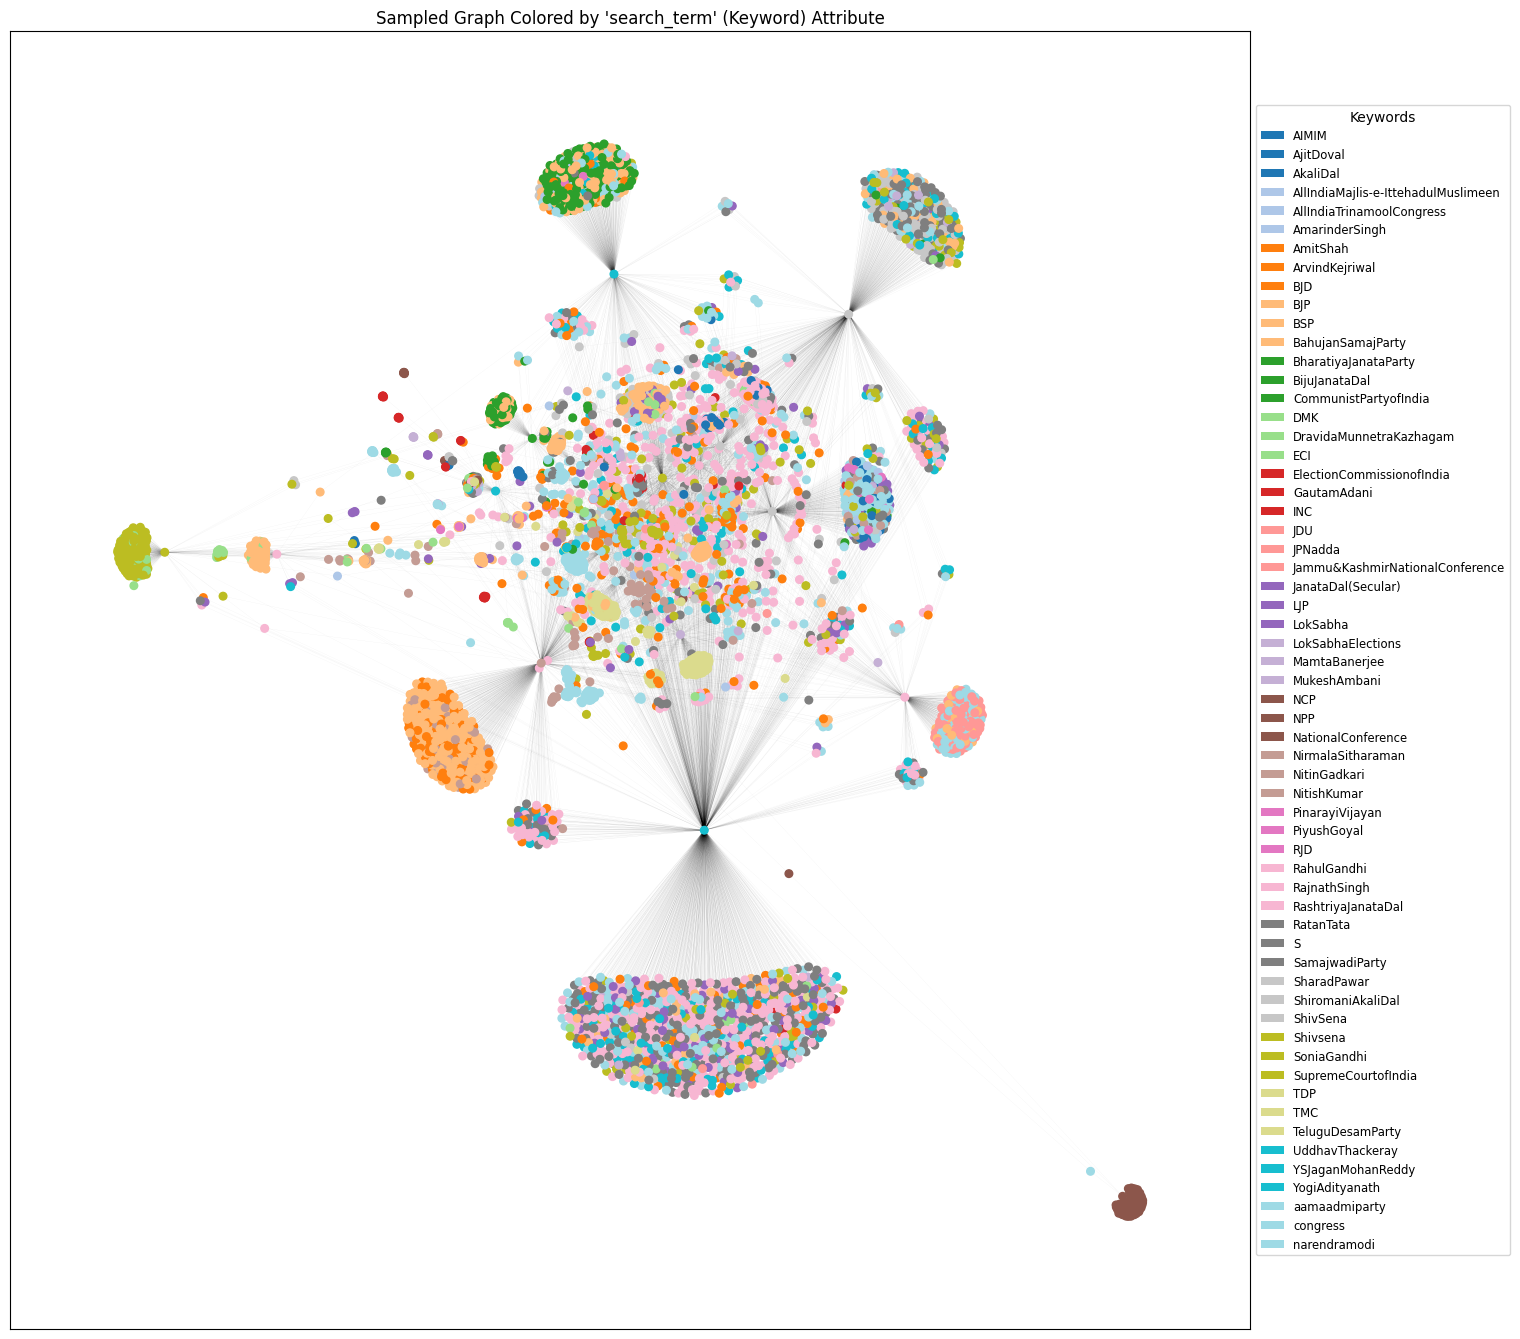 Sampled Graph Colored by 'search_term' (Keyword) Attribute
Keywords
AIMIM
AjitDoval
AkaliDal
AllIndiaMajlis-e-IttehadulMuslimeen
AllIndiaTrinamoolCongress
AmarinderSingh
AmitShah
ArvindKejriwal
BJD
BJP
BSP
BahujanSamajParty
BharatiyaJanataParty
BijuJanataDal
CommunistPartyofIndia
DMK
DravidaMunnetraKazhagam
ECI
ElectionCommissionofIndia
GautamAdani
INC
JDU
JPNadda
Jammu&KashmirNationalConference
JanataDal(Secular)
LJP
LokSabha
LokSabhaElections
MamtaBanerjee
MukeshAmbani
NCP
NPP
NationalConference
NirmalaSitharaman
NitinGadkari
NitishKumar
PinarayiVijayan
PiyushGoyal
RJD
RahulGandhi
RajnathSingh
RashtriyaJanataDal
RatanTata
S
SamajwadiParty
SharadPawar
ShiromaniAkaliDal
ShivSena
Shivsena
SoniaGandhi
SupremeCourtofIndia
TDP
TMC
TeluguDesamParty
UddhavThackeray
YSJaganMohanReddy
YogiAdityanath
aamaadmiparty
congress
narendramodi